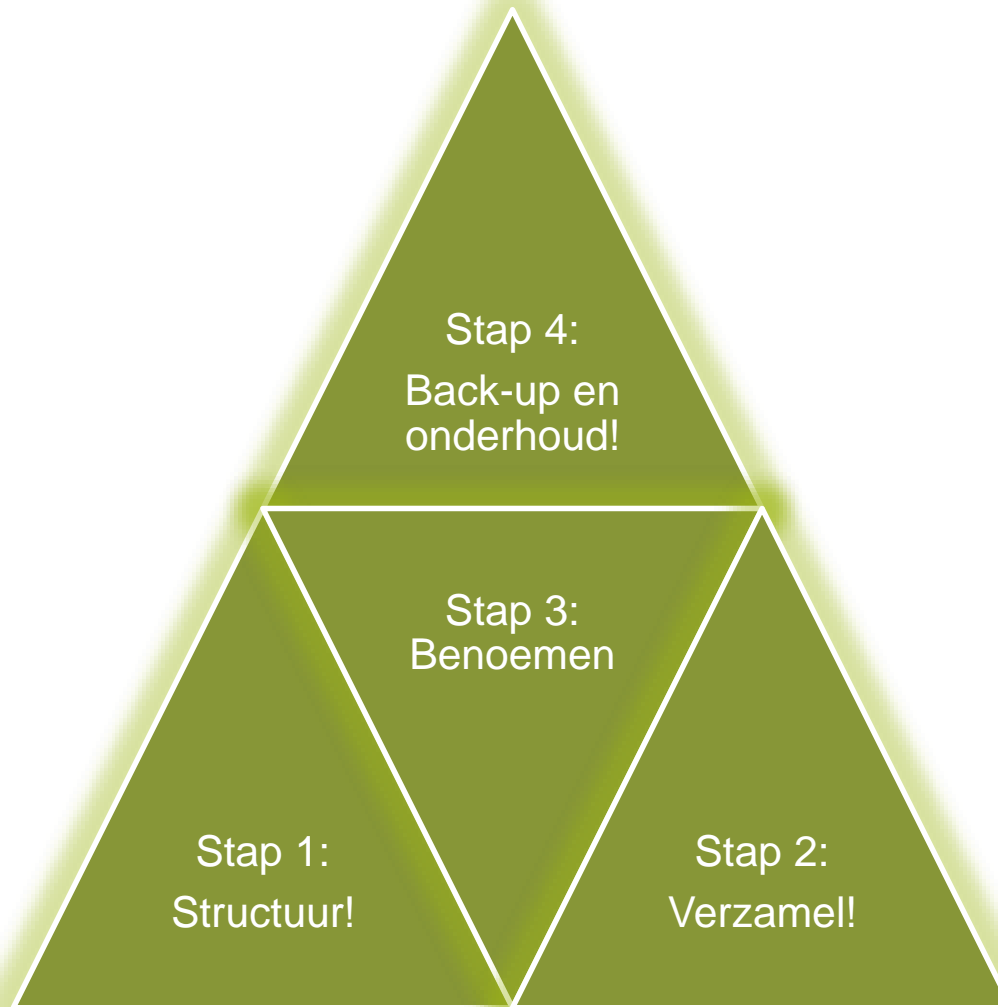 Stap 4:
Back-up en
onderhoud!
Stap 3:
Benoemen
Stap 1:
Structuur!
Stap 2:
Verzamel!